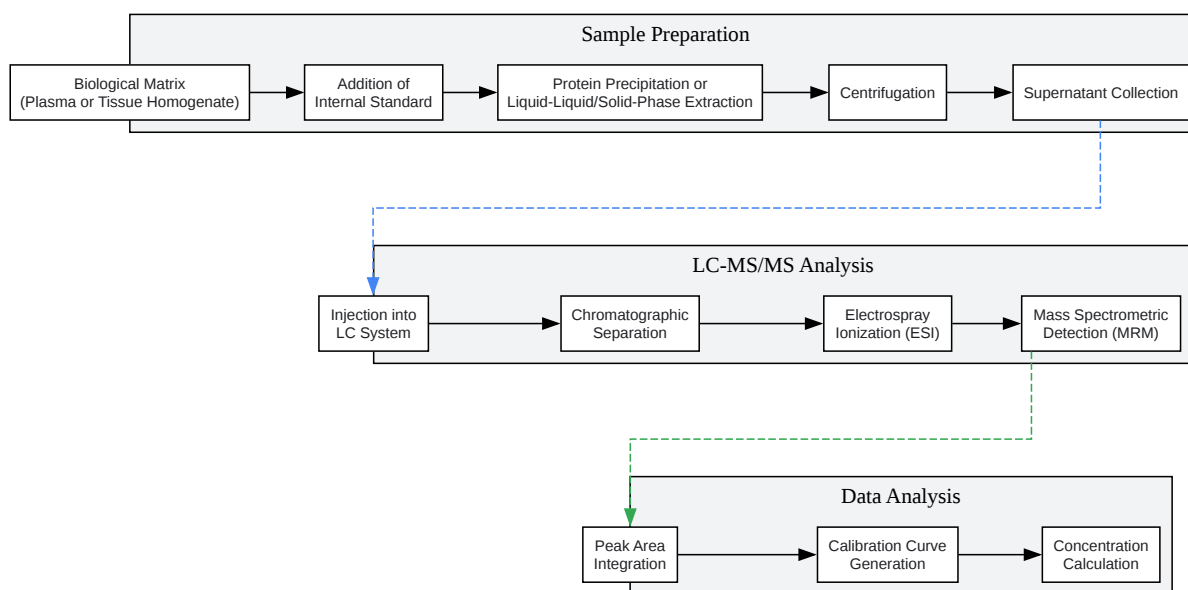 Sample Preparation
Biological Matrix
(Plasma or Tissue Homogenate)
Addition of
Internal Standard
Protein Precipitation or
Liquid-Liquid/Solid-Phase Extraction
Centrifugation
Supernatant Collection
LC-MS/MS Analysis
Injection into
LC System
Chromatographic
Separation
Electrospray
Ionization (ESI)
Mass Spectrometric
Detection (MRM)
Data Analysis
Peak Area
Integration
Calibration Curve
Generation
Concentration
Calculation